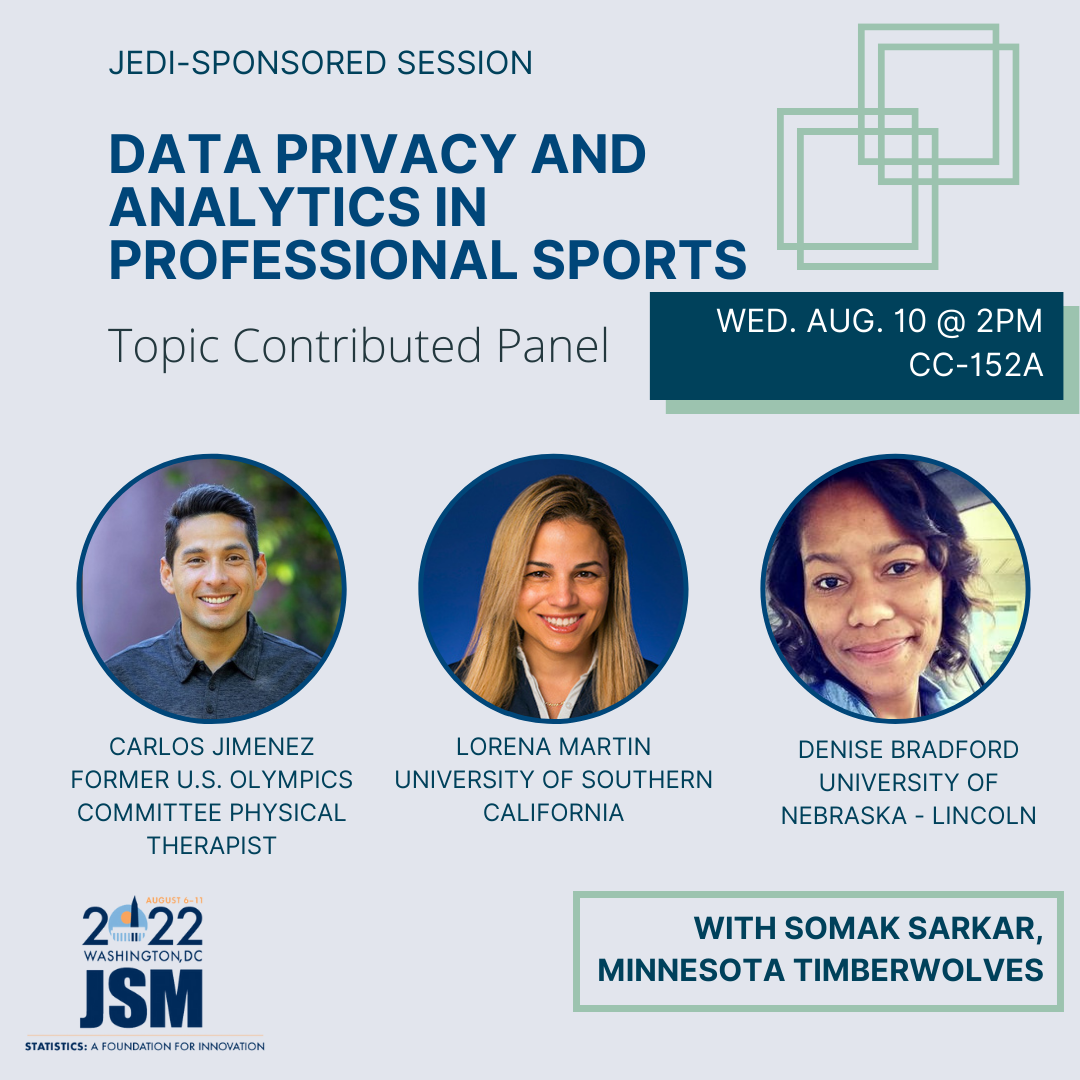 JEDI-SPONSORED SESSION
DATA PRIVACY AND
ANALYTICS IN
PROFESSIONAL SPORTS
Topic Contributed Panel
WED. AUG. 10 @ 2PM
CC-152A
CARLOS JIMENEZ
FORMER U.S. OLYMPICS
COMMITTEE PHYSICAL
THERAPIST
LORENA MARTIN
UNIVERSITY OF SOUTHERN
CALIFORNIA
DENISE BRADFORD
UNIVERSITY OF
NEBRASKA - LINCOLN
AUGUST 6–11
2022
WASHINGTON, DC
JSM
STATISTICS: A FOUNDATION FOR INNOVATION
WITH SOMAK SARKAR,
MINNESOTA TIMBERWOLVES